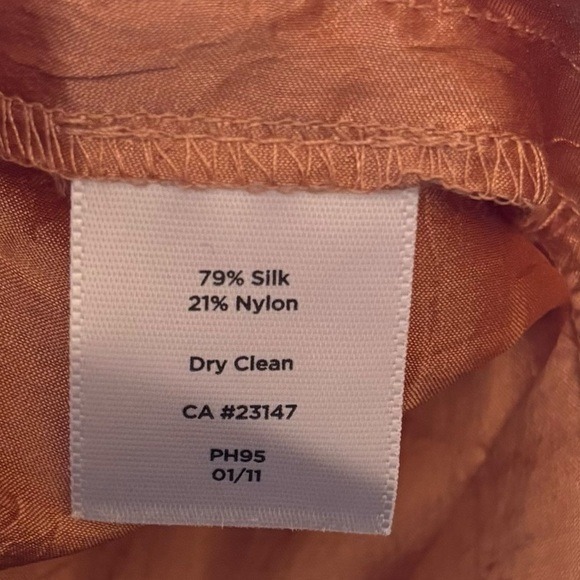 79% Silk
21% Nylon
Dry Clean
CA #23147
PH95
01/11